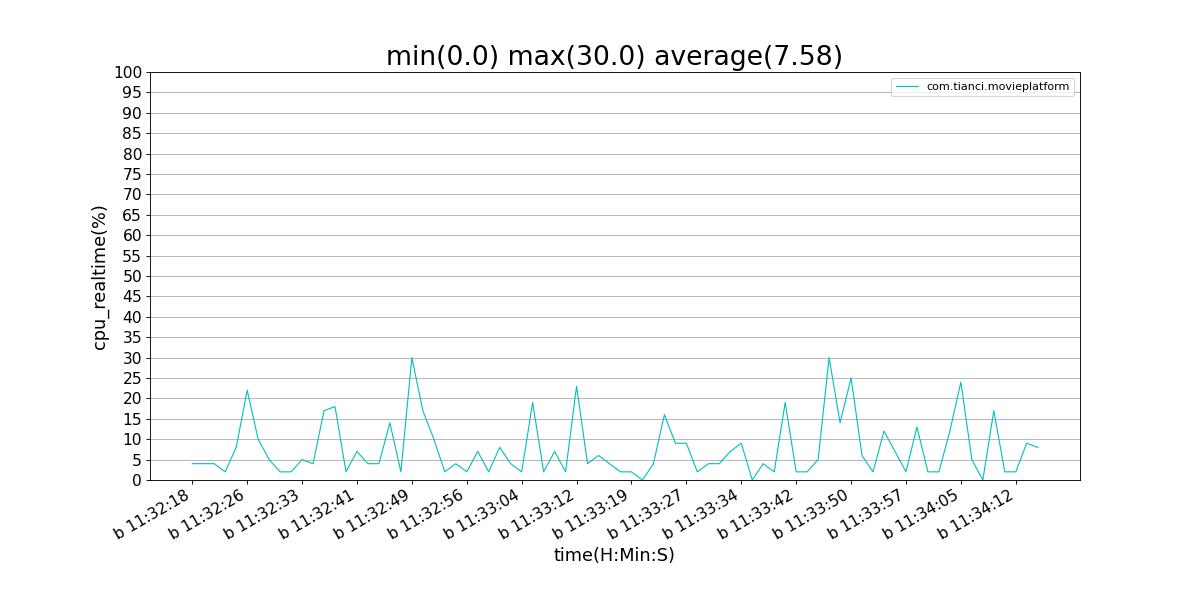 min(0.0) max(30.0) average(7.58)
com.tianci.movieplatform
100
95
90
85
80
75
70
65
60
55
50
45
40
35
30
25
20
15
10
5
0
cpu_realtime(%)
b 11:32:18
b 11:32:26
b 11:32:33
b 11:32:41
b 11:32:49
b 11:32:56
b 11:33:04
b 11:33:12
b 11:33:19
b 11:33:27
b 11:33:34
b 11:33:42
b 11:33:50
b 11:33:57
b 11:34:05
b 11:34:12
time(H:Min:S)